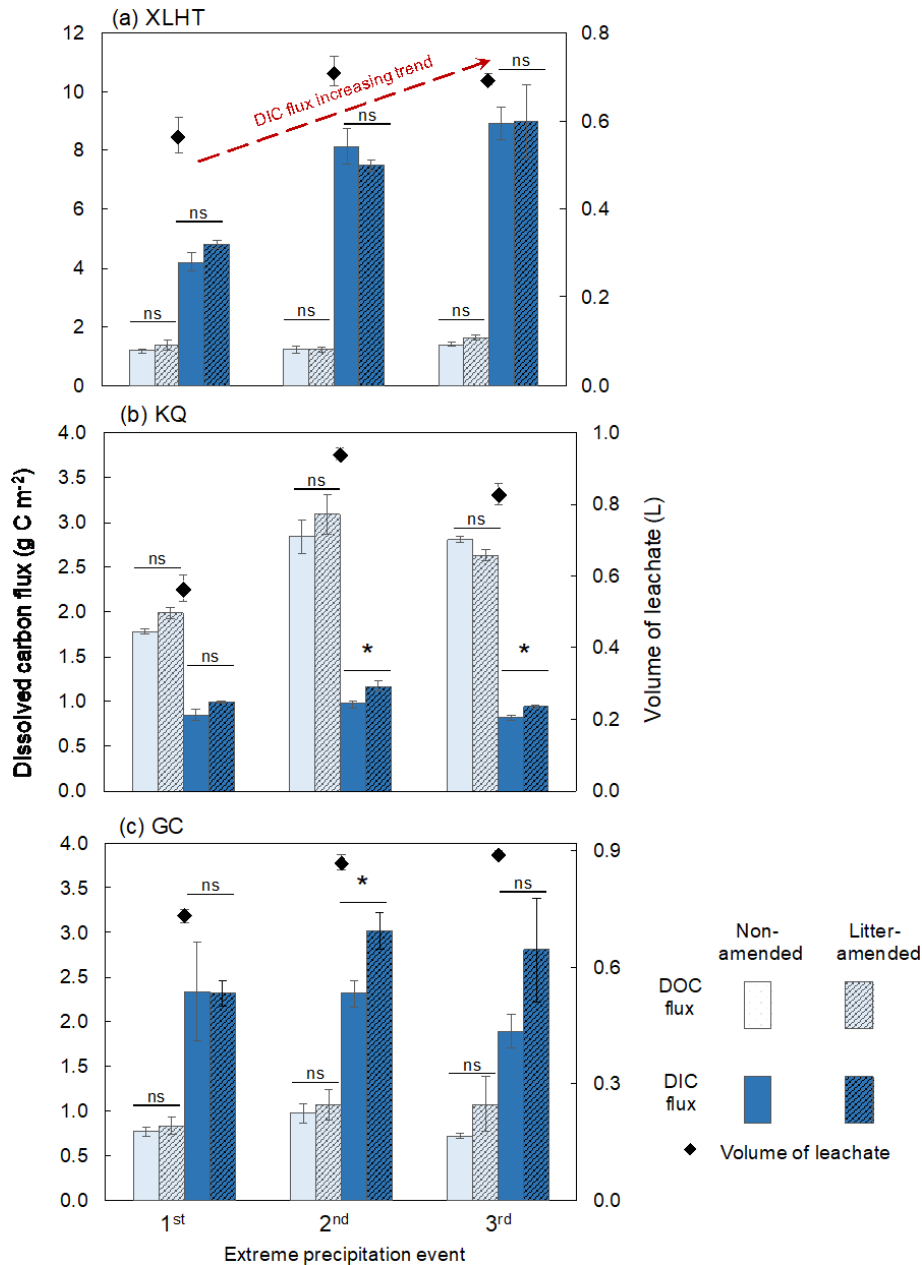 (a) XLHT
12
10
8
6
4
2
0
0.8
0.6
0.4
0.2
0.0
DIC flux increasing trend
ns
ns
ns
ns
ns
ns
(b) KQ
4.0
3.5
3.0
2.5
2.0
1.5
1.0
0.5
0.0
1.0
0.8
0.6
0.4
0.2
0.0
ns
ns
ns
*
ns
*
Dissolved carbon flux (g C m⁻²)
Volume of leachate (L)
(c) GC
4.0
3.5
3.0
2.5
2.0
1.5
1.0
0.5
0.0
0.9
0.6
0.3
0.0
ns
ns
ns
*
ns
ns
1st 2nd 3rd
Extreme precipitation event
Non-
amended
Litter-
amended
DOC
flux
DIC
flux
Volume of leachate